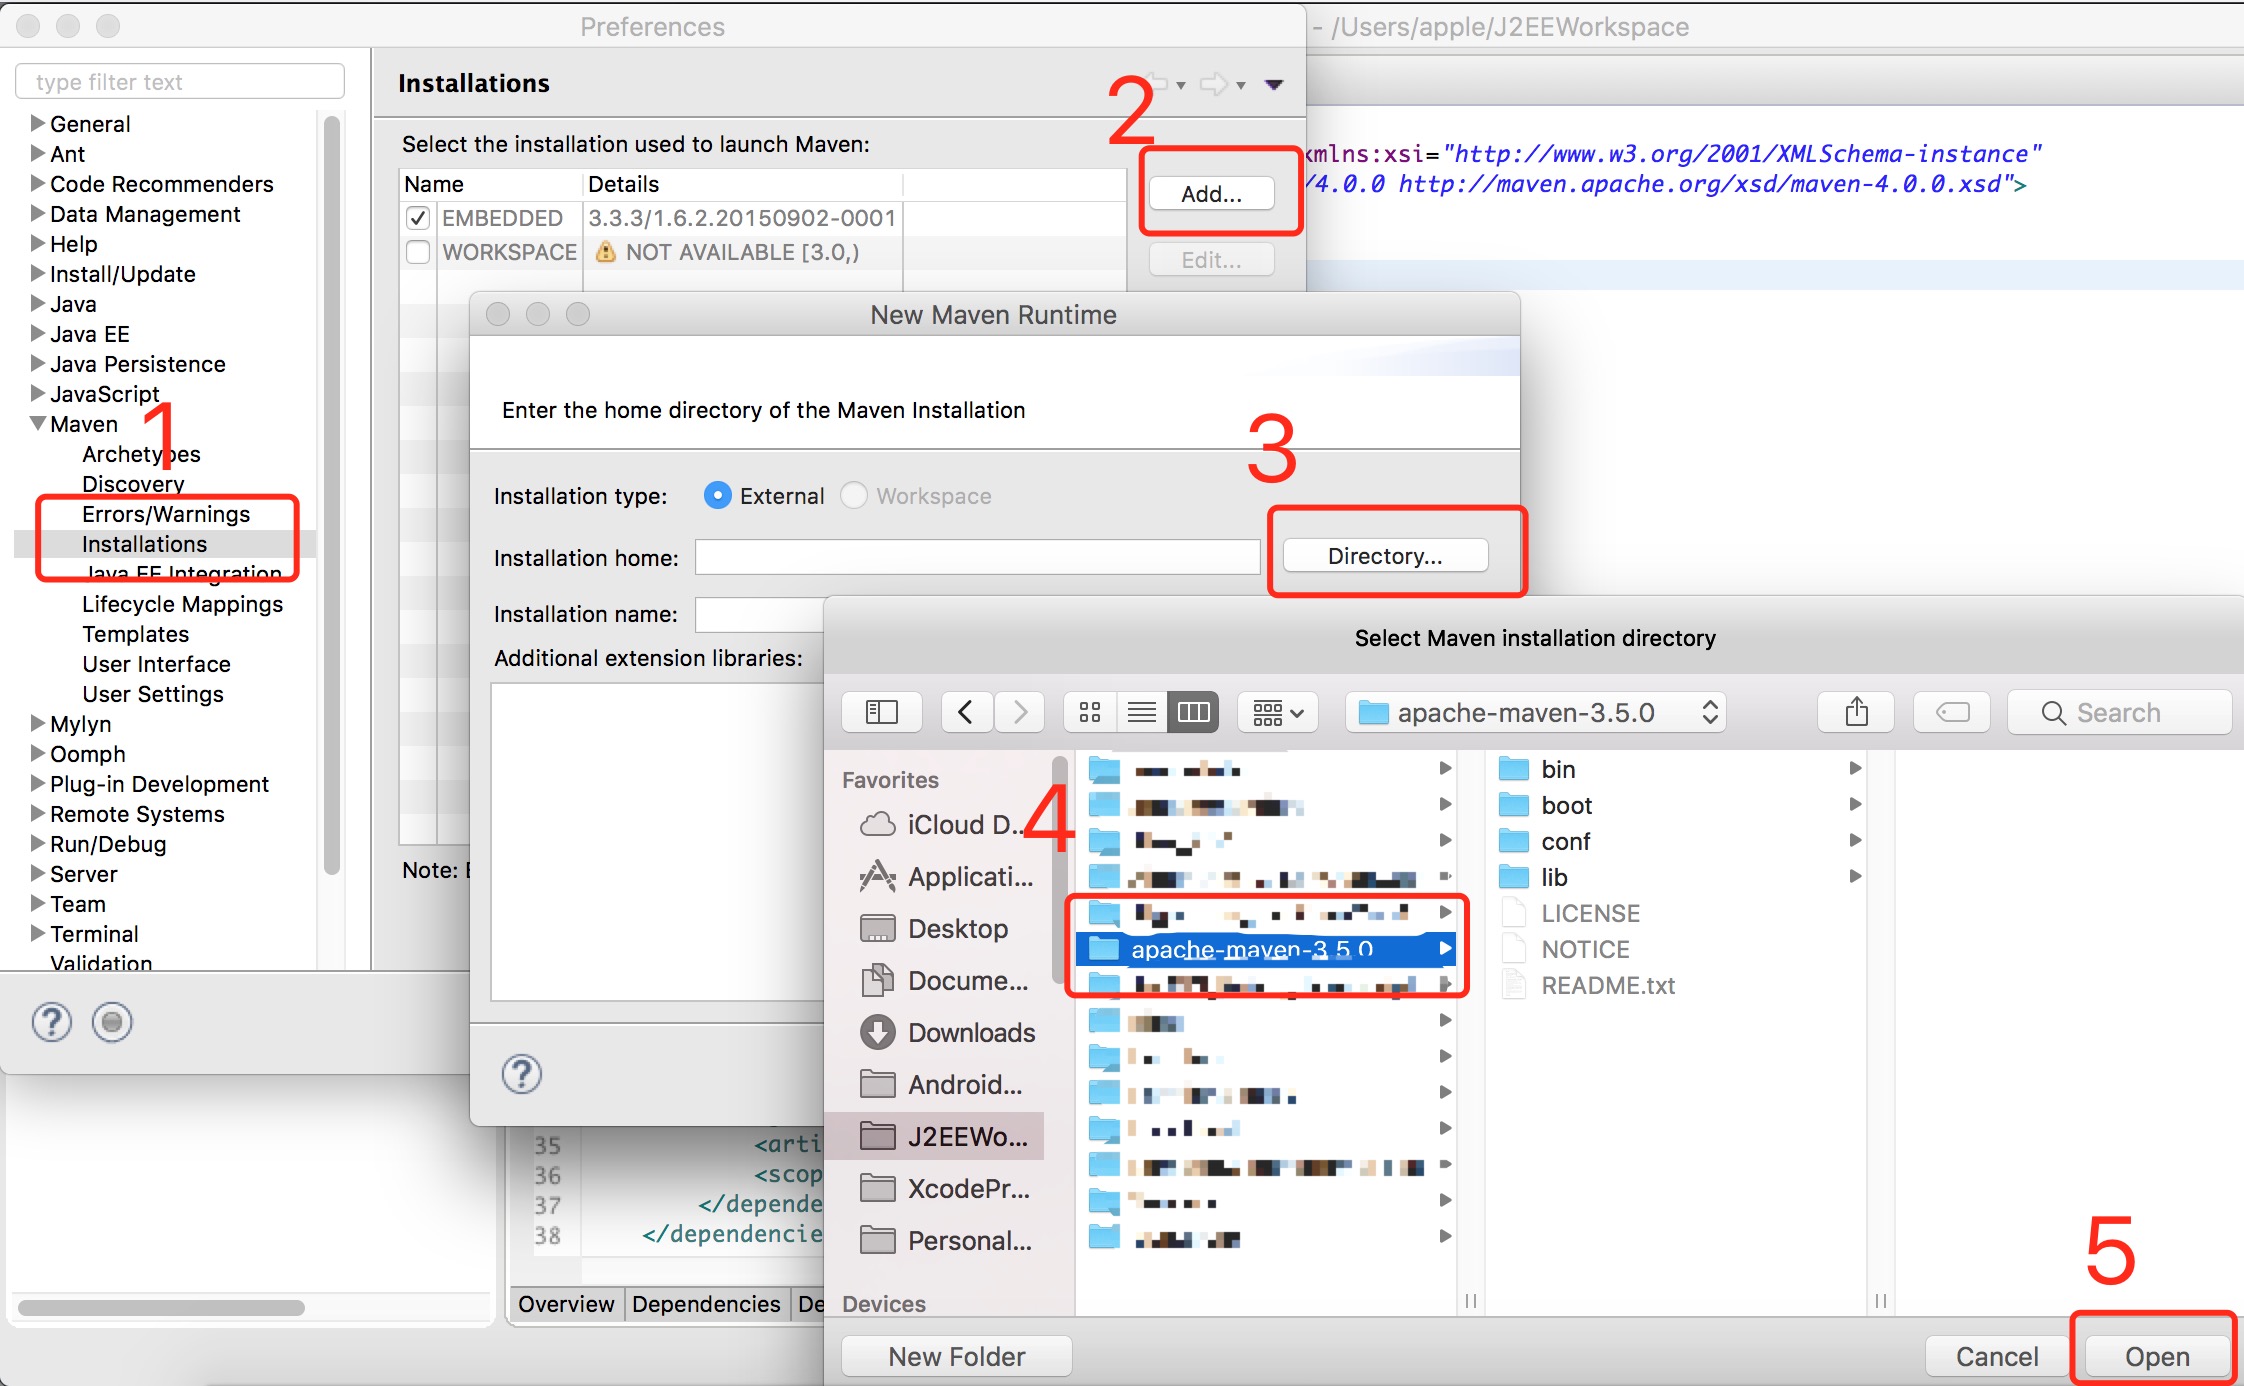 Preferences
- /Users/apple/J2EEWorkspace
type filter text
General
Ant
Code Recommenders
Data Management
Help
Install/Update
Java
Java EE
Java Persistence
JavaScript
Maven
1
Archetypes
Discovery
Errors/Warnings
Installations
Java EE Integration
Lifecycle Mappings
Templates
User Interface
User Settings
Mylyn
Oomph
Plug-in Development
Remote Systems
Run/Debug
Server
Team
Terminal
Validation
Installations
2
Select the installation used to launch Maven:
Name Details
EMBEDDED 3.3.3/1.6.2.20150902-0001
WORKSPACE NOT AVAILABLE [3.0,)
Add...
Edit...
Note:
xmlns:xsi="http://www.w3.org/2001/XMLSchema-instance"
/4.0.0 http://maven.apache.org/xsd/maven-4.0.0.xsd">
New Maven Runtime
Enter the home directory of the Maven Installation
3
Installation type: External Workspace
Installation home: Directory...
Installation name:
Additional extension libraries:
Select Maven installation directory
apache-maven-3.5.0
Search
Favorites
iCloud D...
4
Applicati...
Desktop
Docume...
Downloads
Android...
J2EEWo...
XcodePr...
Personal...
Devices
apache-maven-3.5.0
bin
boot
conf
lib
LICENSE
NOTICE
README.txt
5
New Folder
Cancel
Open
35 <arti
36 <scop
37 </depende
38 </dependencie
Overview Dependencies De